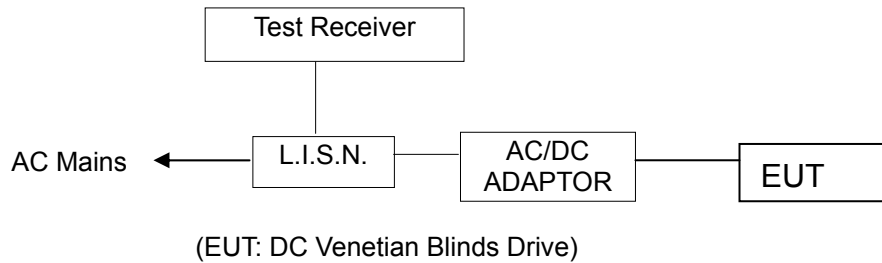 Test Receiver
AC Mains
L.I.S.N.
AC/DC
ADAPTOR
EUT
(EUT: DC Venetian Blinds Drive)